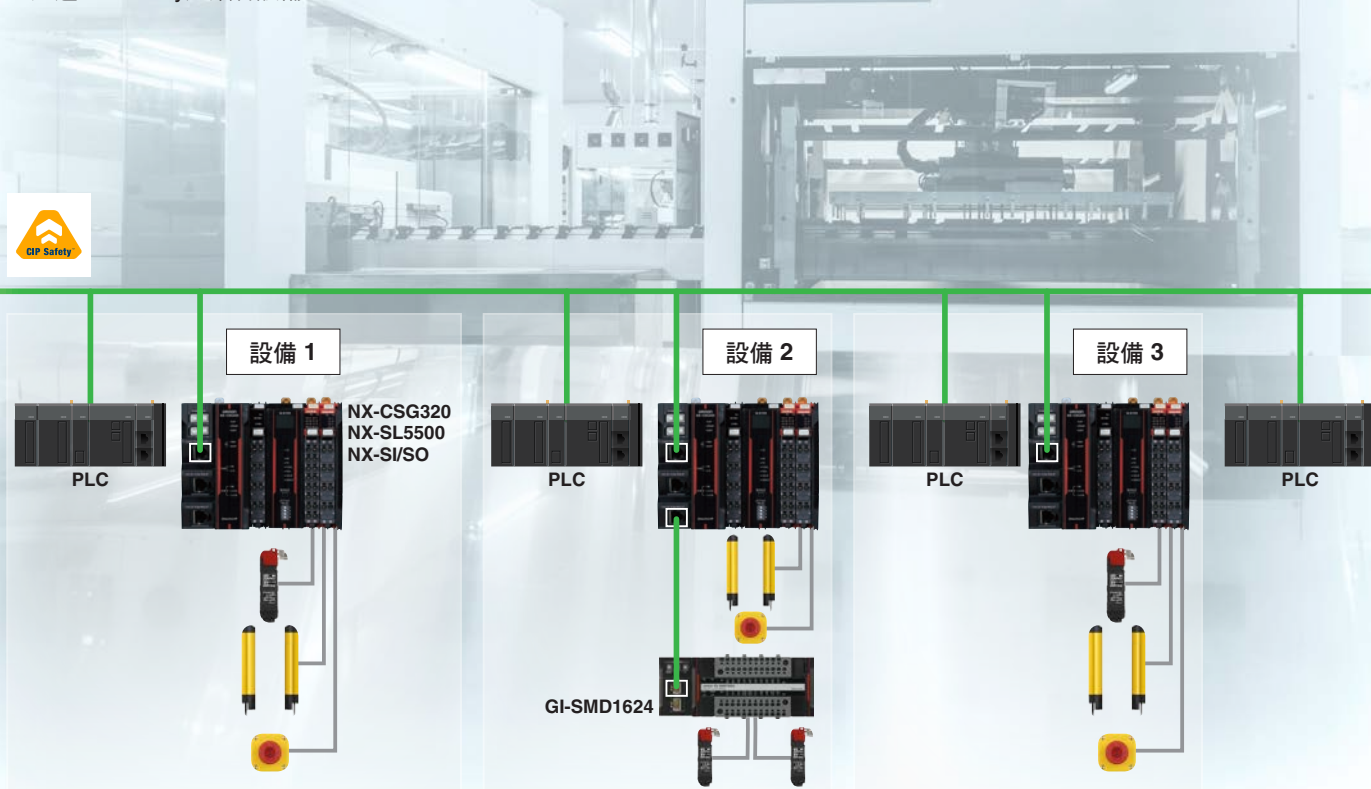 CIP Safety
設備 1
設備 2
設備 3
NX-CSG320
NX-SL5500
NX-SI/SO
PLC
PLC
PLC
PLC
GI-SMD1624